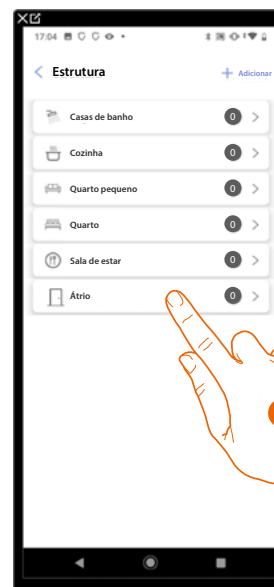 17:04
Estrutura
Adicionar
Casas de banho 0
Cozinha 0
Quarto pequeno 0
Quarto 0
Sala de estar 0
Átrio 0